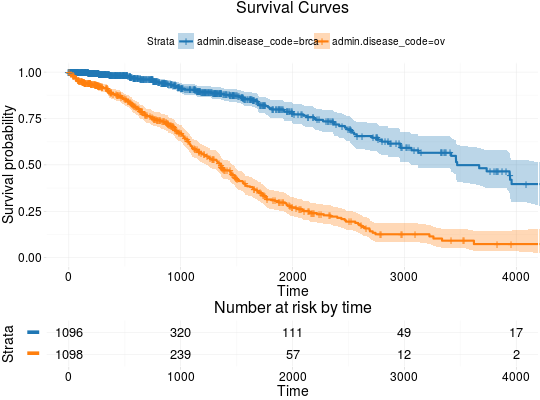 Survival Curves
Strata admin.disease_code=brca admin.disease_code=ov
Survival probability
1.00
0.75
0.50
0.25
0.00
0 1000 2000 3000 4000
Time
Number at risk by time
Strata
1096 320 111 49 17
1098 239 57 12 2
0 1000 2000 3000 4000
Time